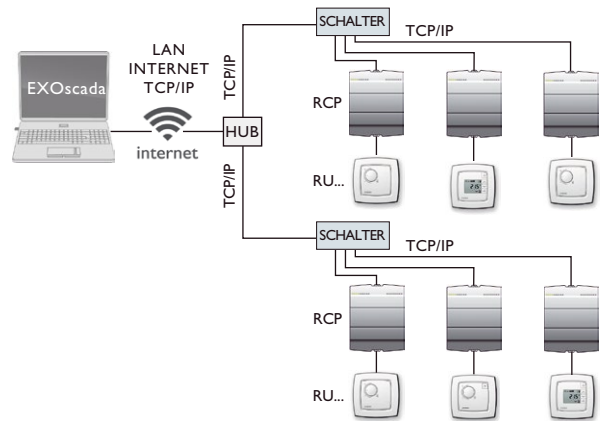 SCHALTER
TCP/IP
LAN
INTERNET
TCP/IP
EXOscada
TCP/IP
RCP
HUB
internet
RU...
TCP/IP
SCHALTER
TCP/IP
RCP
RU...